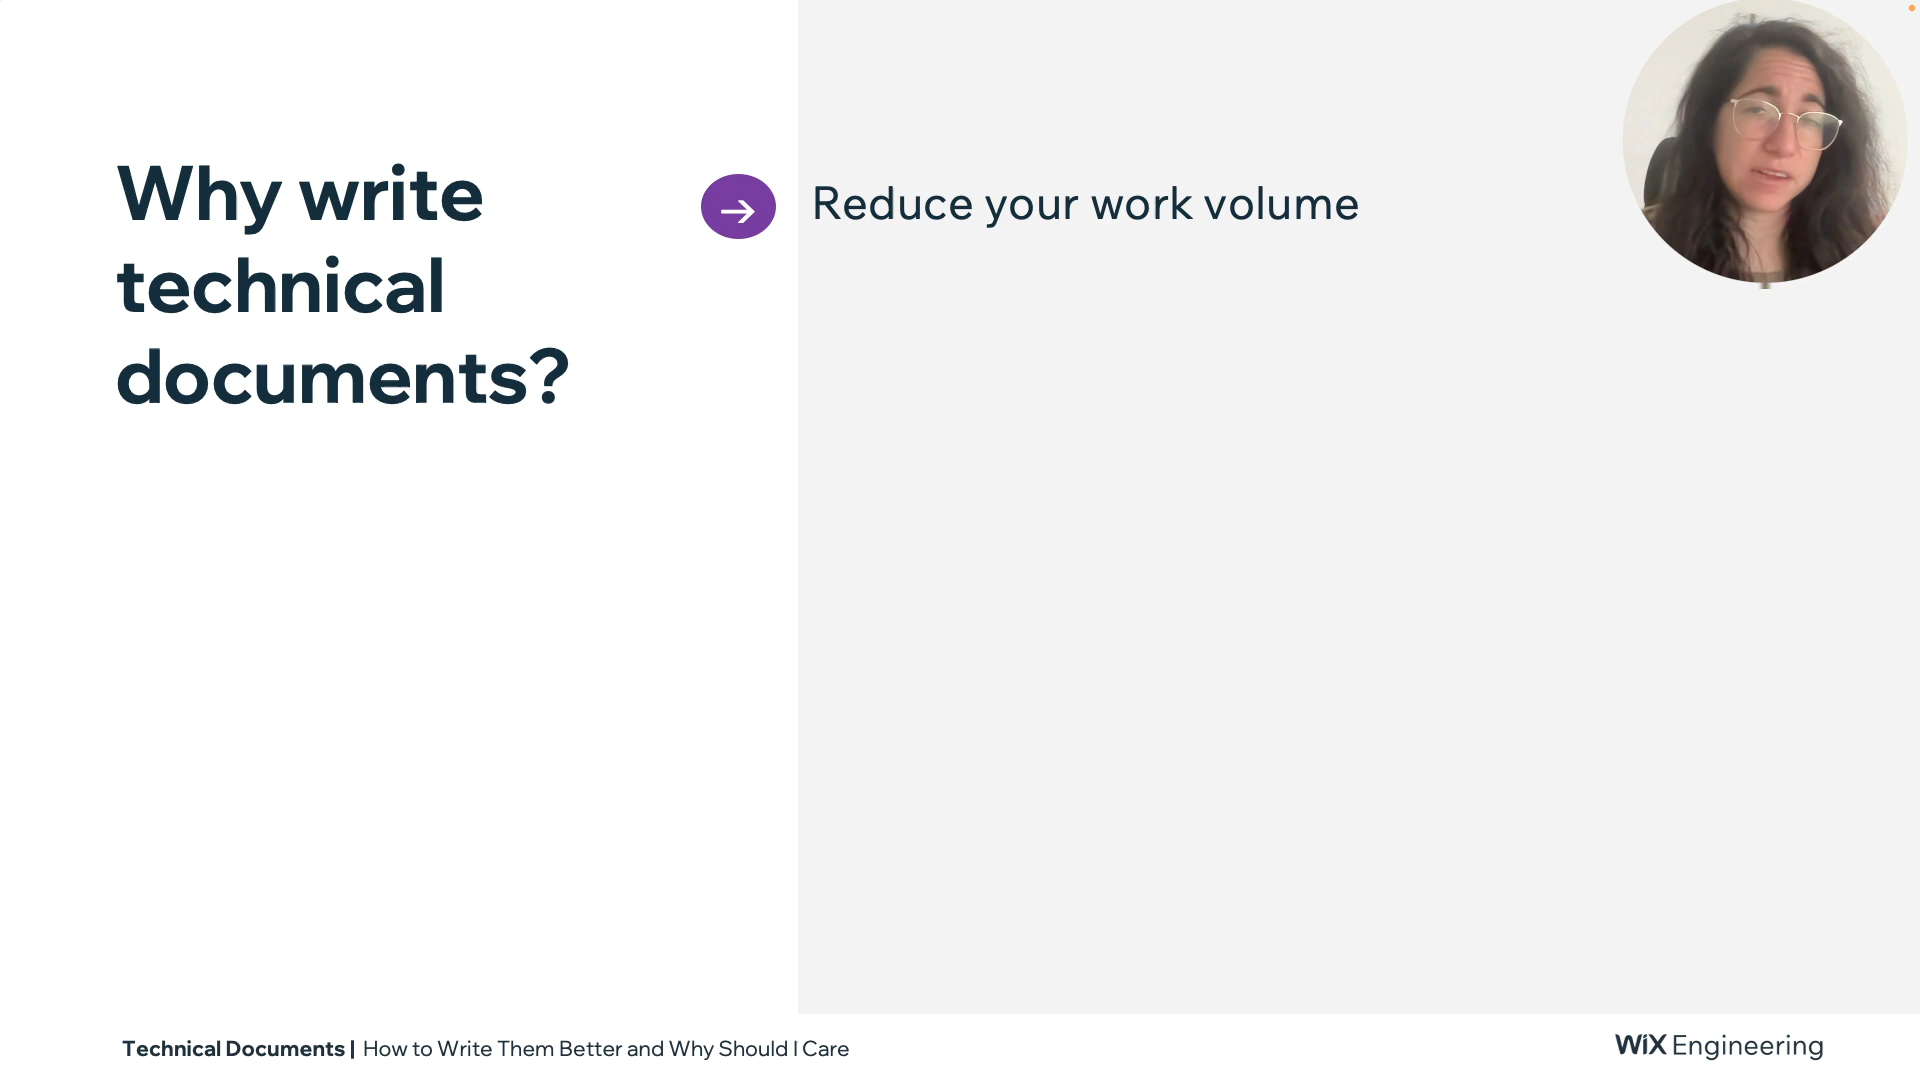 Why write
technical
documents?
Reduce your work volume
Technical Documents | How to Write Them Better and Why Should I Care
WiX Engineering